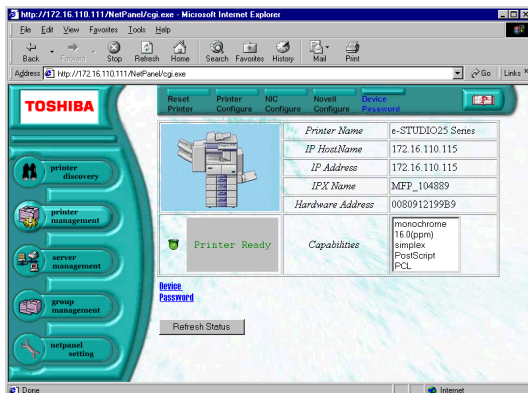 http://172.16.110.111/NetPanel/cgi.exe - Microsoft Internet Explorer
File Edit View Favorites Tools Help
Back Forward Stop Refresh Home Search Favorites History Mail Print
Address http://172.16.110.111/NetPanel/cgi.exe Go Links »
TOSHIBA
Reset Printer
Printer Configure
NIC Configure
Novell Configure
Device Password
printer discovery
printer management
server management
group management
netpanel setting
Printer Name e-STUDIO25 Series
IP HostName 172.16.110.115
IP Address 172.16.110.115
IPX Name MFP_104889
Hardware Address 0080912199B9
Printer Ready
Capabilities
monochrome
16.0(ppm)
simplex
PostScript
PCL
Device
Password
Refresh Status
Done Internet